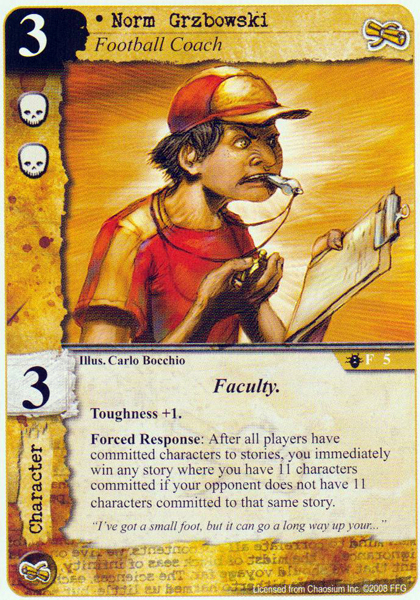 3
• Norm Grzbowski
Football Coach
Illus. Carlo Bocchio
F 5
3
Character
Faculty.
Toughness +1.
Forced Response: After all players have
committed characters to stories, you immediately
win any story where you have 11 characters
committed if your opponent does not have 11
characters committed to that same story.
"I've got a small foot, but it can go a long way up your..."
Licensed from Chaosium Inc. ©2008 FFG